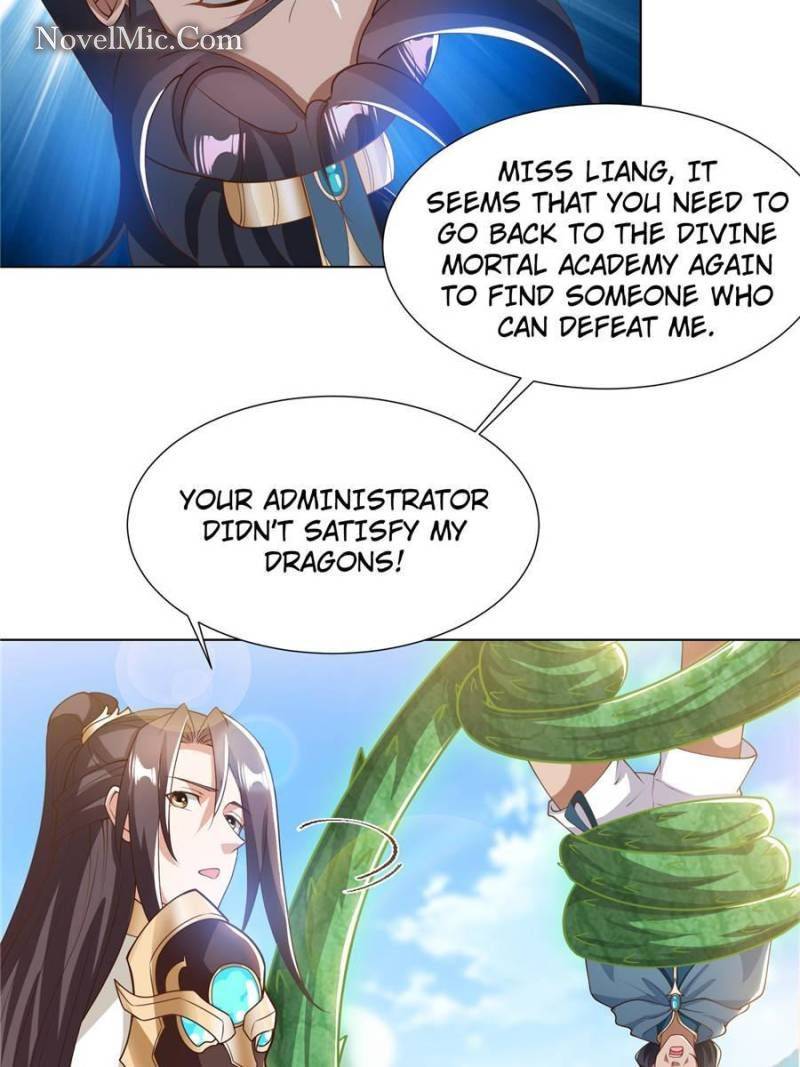 NovelMic.Com
MISS LIANG, IT
SEEMS THAT YOU NEED TO
GO BACK TO THE DIVINE
MORTAL ACADEMY AGAIN
TO FIND SOMEONE WHO
CAN DEFEAT ME.
YOUR ADMINISTRATOR
DIDN'T SATISFY MY
DRAGONS!